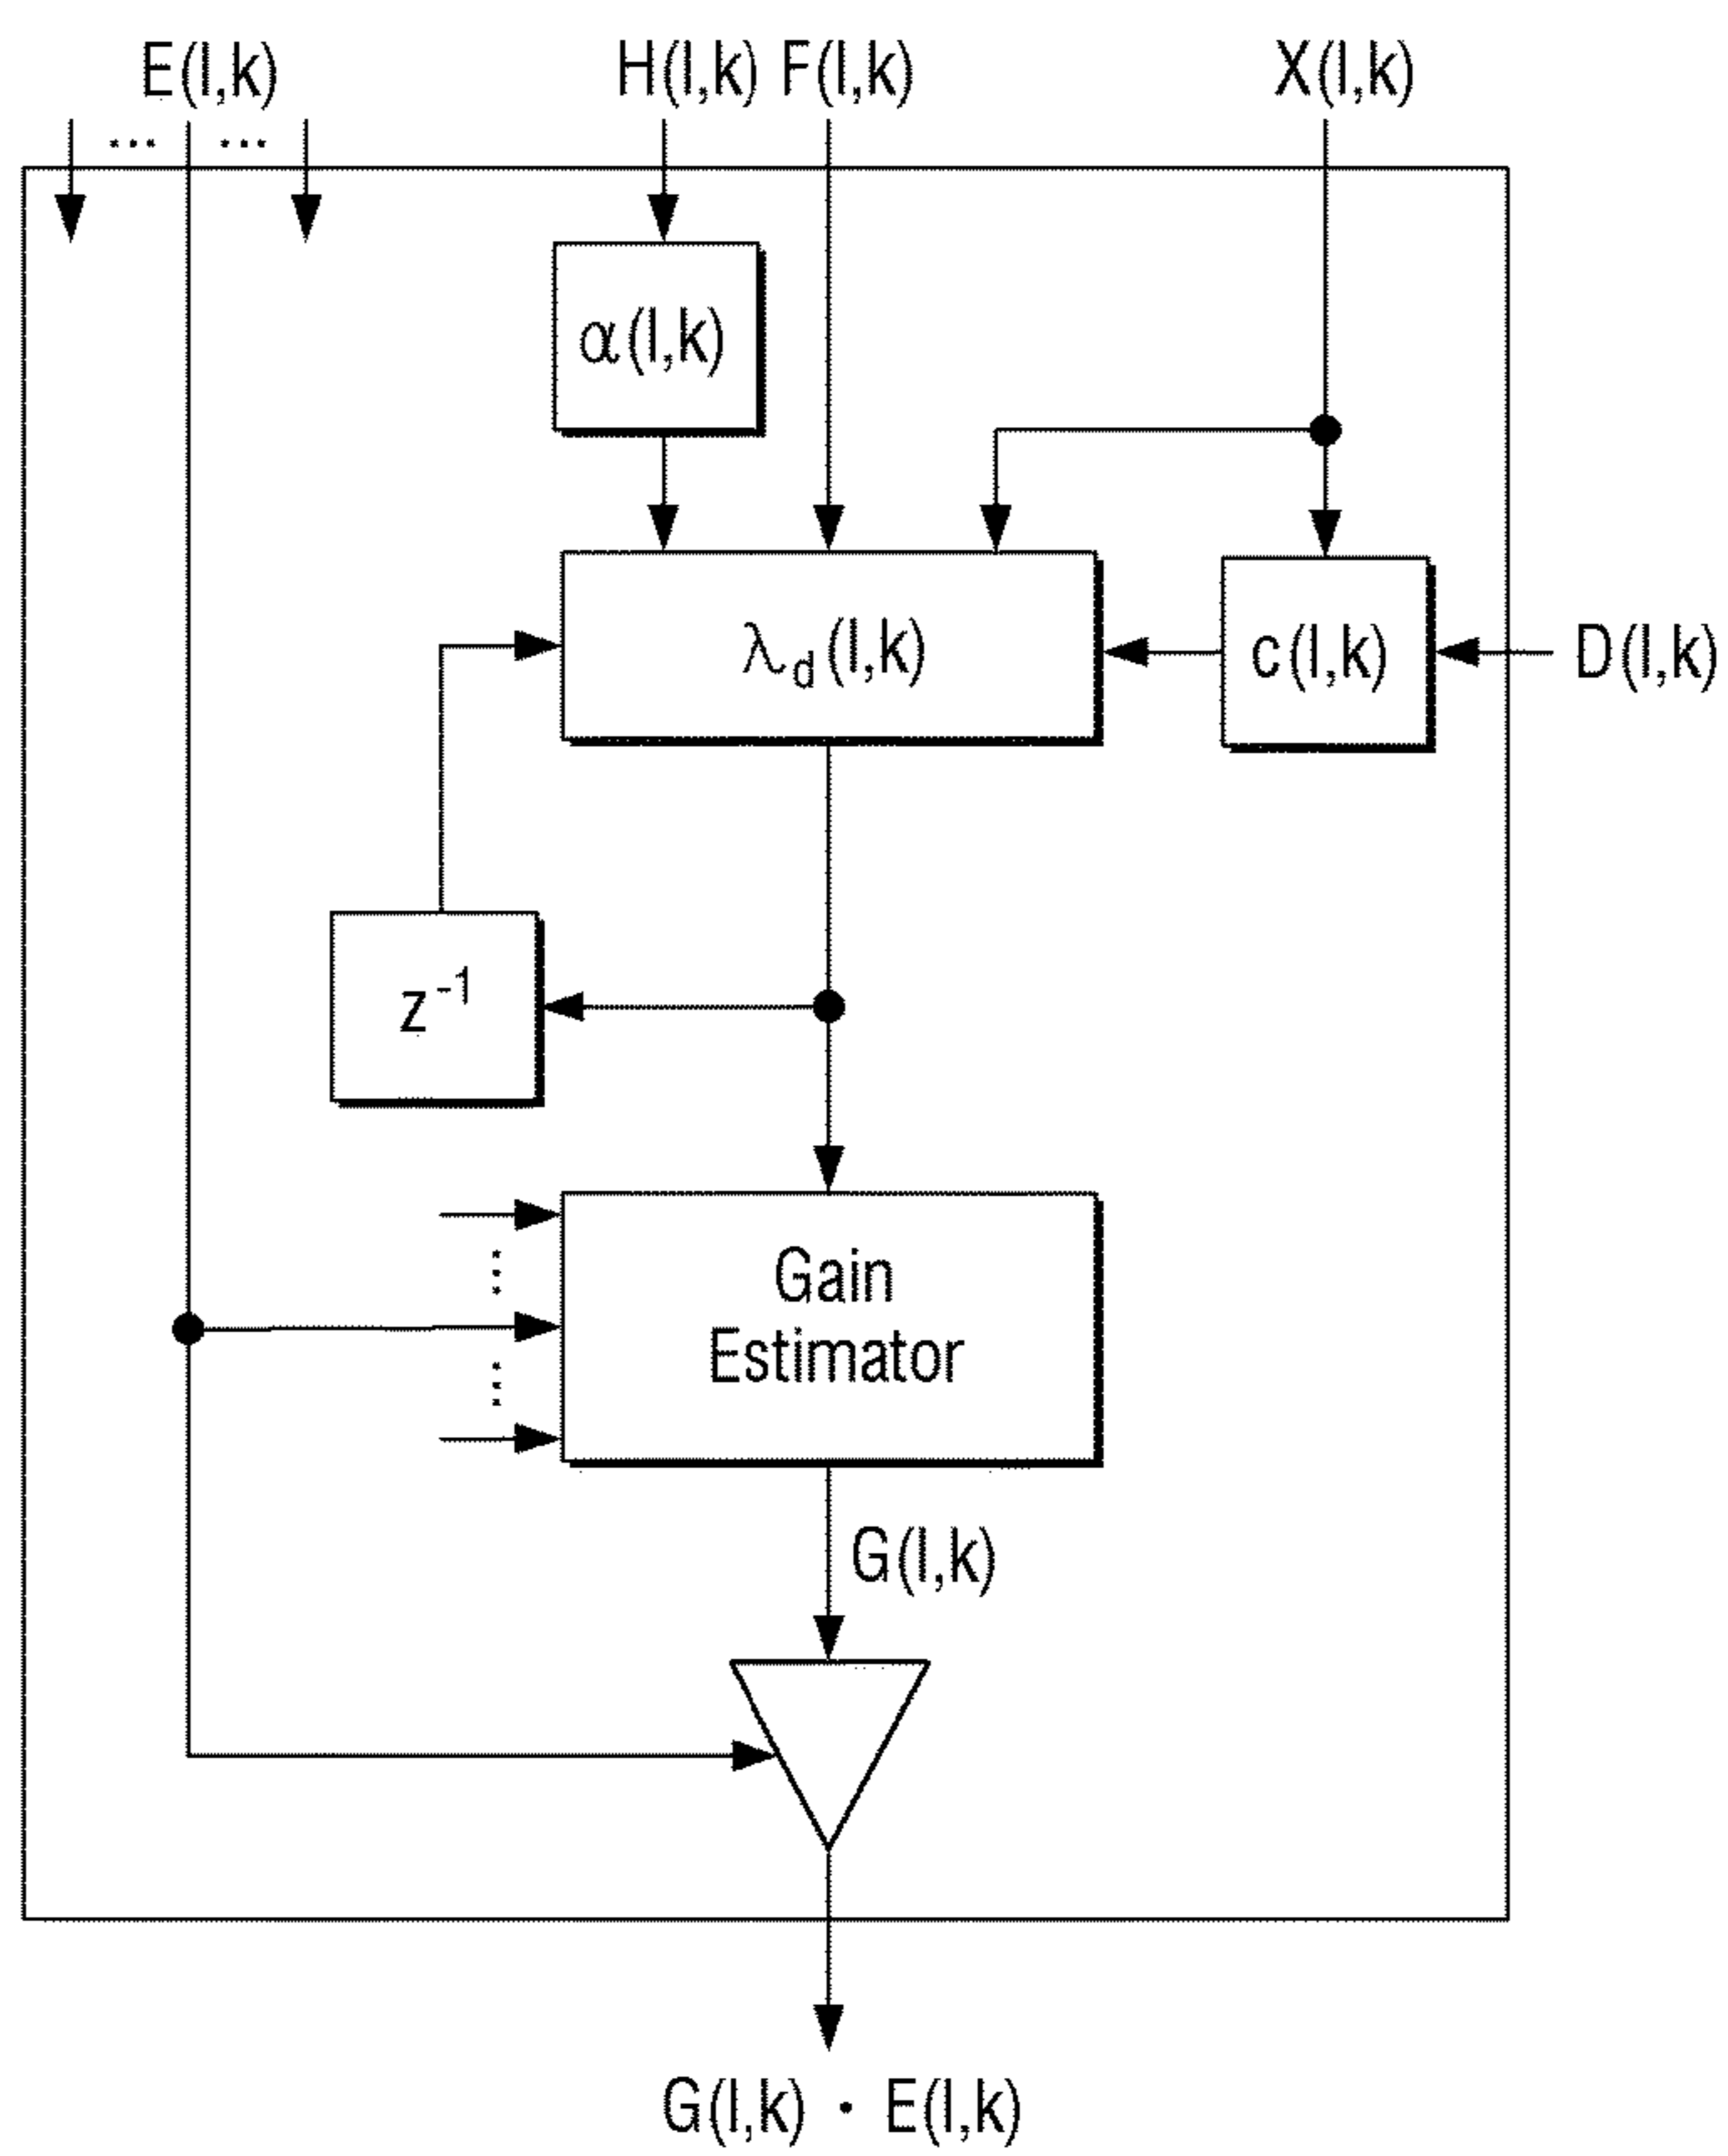 E(l,k) H(l,k) F(l,k) X(l,k)
... ...
α(l,k)
λd(l,k)
c(l,k)
D(l,k)
z-1
...
Gain
Estimator
...
G(l,k)
G(l,k) · E(l,k)